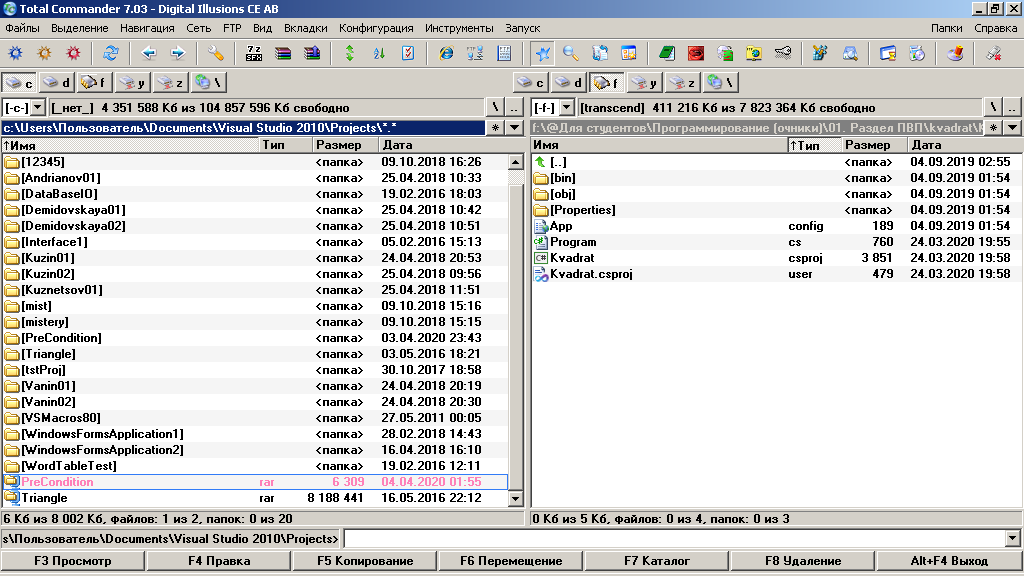 Total Commander 7.03 - Digital Illusions CE AB
Файлы Выделение Навигация Сеть FTP Вид Вкладки Конфигурация Инструменты Запуск Папки Справка
c d f y z \ c d f y z \
[-c-] [_нет_] 4 351 588 Кб из 104 857 596 Кб свободно \ .. [-f-] [transcend] 411 216 Кб из 7 823 364 Кб свободно \ ..
c:\Users\Пользователь\Documents\Visual Studio 2010\Projects\*.* * f:\@Для студентов\Программирование (очники)\01. Раздел ПВП\kvadrat\ *
↑Имя Тип Размер Дата Имя ↑Тип Размер Дата
[12345] <папка> 09.10.2018 16:26 [..] <папка> 04.09.2019 02:55
[Andrianov01] <папка> 25.04.2018 10:33 [bin] <папка> 04.09.2019 01:54
[DataBaseIO] <папка> 19.02.2016 18:03 [obj] <папка> 04.09.2019 01:54
[Demidovskaya01] <папка> 25.04.2018 10:42 [Properties] <папка> 04.09.2019 01:54
[Demidovskaya02] <папка> 25.04.2018 10:51 App config 189 04.09.2019 01:54
[Interface1] <папка> 05.02.2016 15:13 Program cs 760 24.03.2020 19:55
[Kuzin01] <папка> 24.04.2018 20:53 Kvadrat csproj 3 851 24.03.2020 19:58
[Kuzin02] <папка> 25.04.2018 09:56 Kvadrat.csproj user 479 24.03.2020 19:58
[Kuznetsov01] <папка> 25.04.2018 11:51
[mist] <папка> 09.10.2018 15:16
[mistery] <папка> 09.10.2018 15:15
[PreCondition] <папка> 03.04.2020 23:43
[Triangle] <папка> 03.05.2016 18:21
[tstProj] <папка> 30.10.2017 18:58
[Vanin01] <папка> 24.04.2018 20:19
[Vanin02] <папка> 24.04.2018 20:30
[VSMacros80] <папка> 27.05.2011 00:05
[WindowsFormsApplication1] <папка> 28.02.2018 14:43
[WindowsFormsApplication2] <папка> 16.04.2018 16:10
[WordTableTest] <папка> 19.02.2016 12:11
PreCondition rar 6 309 04.04.2020 01:55
Triangle rar 8 188 441 16.05.2016 22:12
6 Кб из 8 002 Кб, файлов: 1 из 2, папок: 0 из 20 0 Кб из 5 Кб, файлов: 0 из 4, папок: 0 из 3
s\Пользователь\Documents\Visual Studio 2010\Projects>
F3 Просмотр F4 Правка F5 Копирование F6 Перемещение F7 Каталог F8 Удаление Alt+F4 Выход